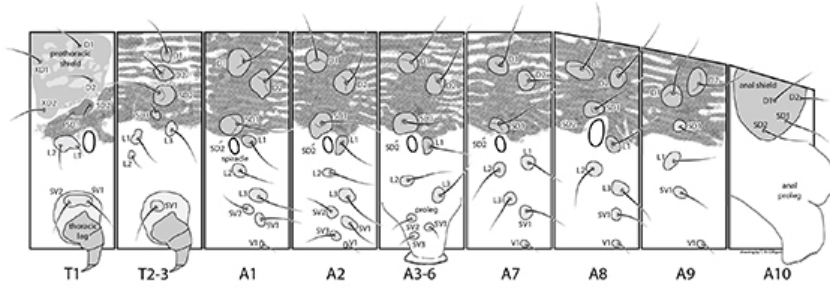 D1
prothoracic
shield
XD1
D2
XD2
SD2
SD1
L2
L1
SV2
SV1
thoracic
leg
T1
D1
D2
SD2
SD1
L1
L3
L2
SV1
T2-3
D1
D2
SD1
SD2
L1
spiracle
L2
L3
SV2
SV1
V1
A1
D1
D2
SD1
SD2
L1
L2
L3
SV2
SV1
SV3
V1
A2
D1
D2
SD1
SD2
L1
L2
L3
proleg
SV2
SV1
SV3
A3-6
D1
D2
SD1
SD2
L1
L2
L3
SV1
V1
A7
D1
D2
SD1
SD2
L1
L2
L3
SV1
V1
A8
D1
D2
SD1
L1
SV1
V1
A9
anal shield
D1
D2
SD1
SD2
anal
proleg
A10